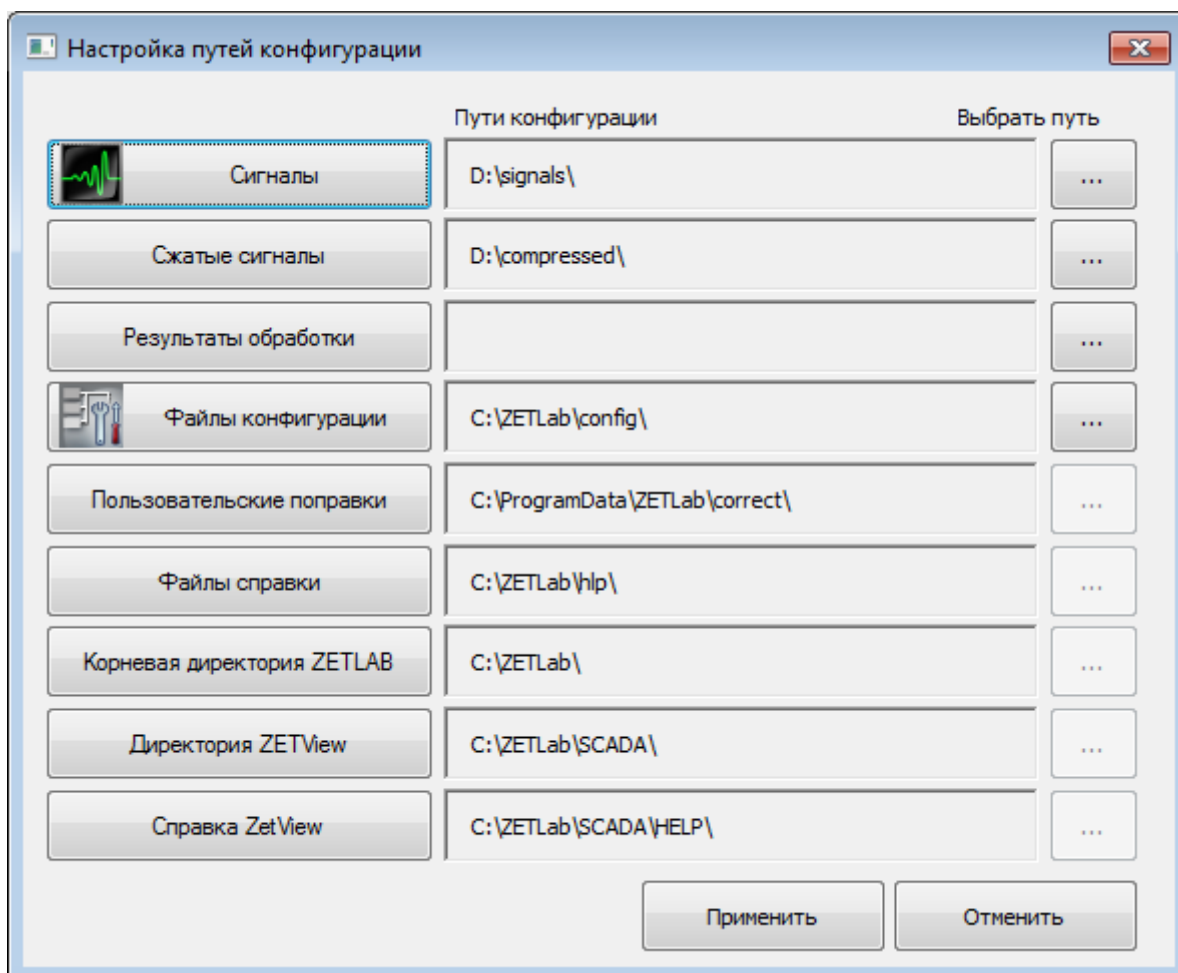 Настройка путей конфигурации
Пути конфигурации Выбрать путь
Сигналы D:\signals\ ...
Сжатые сигналы D:\compressed\ ...
Результаты обработки ...
Файлы конфигурации C:\ZETLab\config\ ...
Пользовательские поправки C:\ProgramData\ZETLab\correct\ ...
Файлы справки C:\ZETLab\hlp\ ...
Корневая директория ZETLAB C:\ZETLab\ ...
Директория ZETView C:\ZETLab\SCADA\ ...
Справка ZetView C:\ZETLab\SCADA\HELP\ ...
Применить Отменить